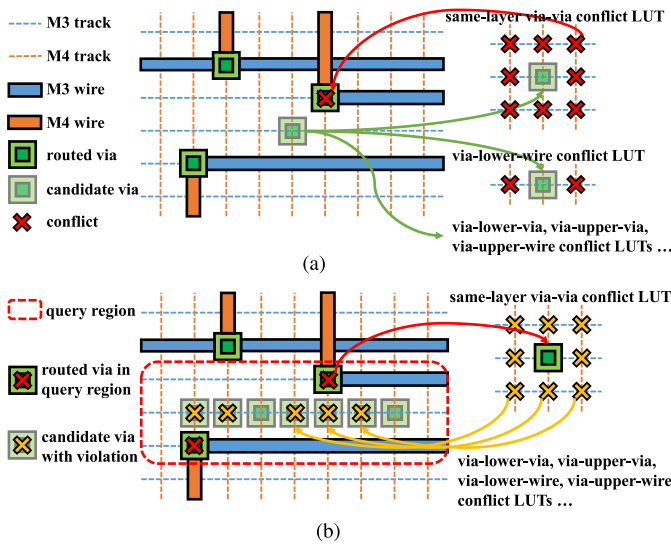 M3 track
M4 track
M3 wire
M4 wire
routed via
candidate via
conflict
same-layer via-via conflict LUT
via-lower-wire conflict LUT
via-lower-via, via-upper-via,
via-upper-wire conflict LUTs ...
(a)
query region
routed via in
query region
candidate via
with violation
same-layer via-via conflict LUT
via-lower-via, via-upper-via,
via-lower-wire, via-upper-wire
conflict LUTs ...
(b)